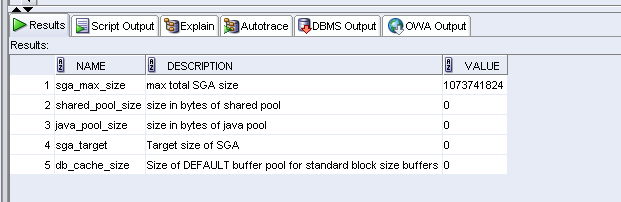 Results Script Output Explain Autotrace DBMS Output OWA Output
Results:
NAME DESCRIPTION VALUE
1 sga_max_size max total SGA size 1073741824
2 shared_pool_size size in bytes of shared pool 0
3 java_pool_size size in bytes of java pool 0
4 sga_target Target size of SGA 0
5 db_cache_size Size of DEFAULT buffer pool for standard block size buffers 0